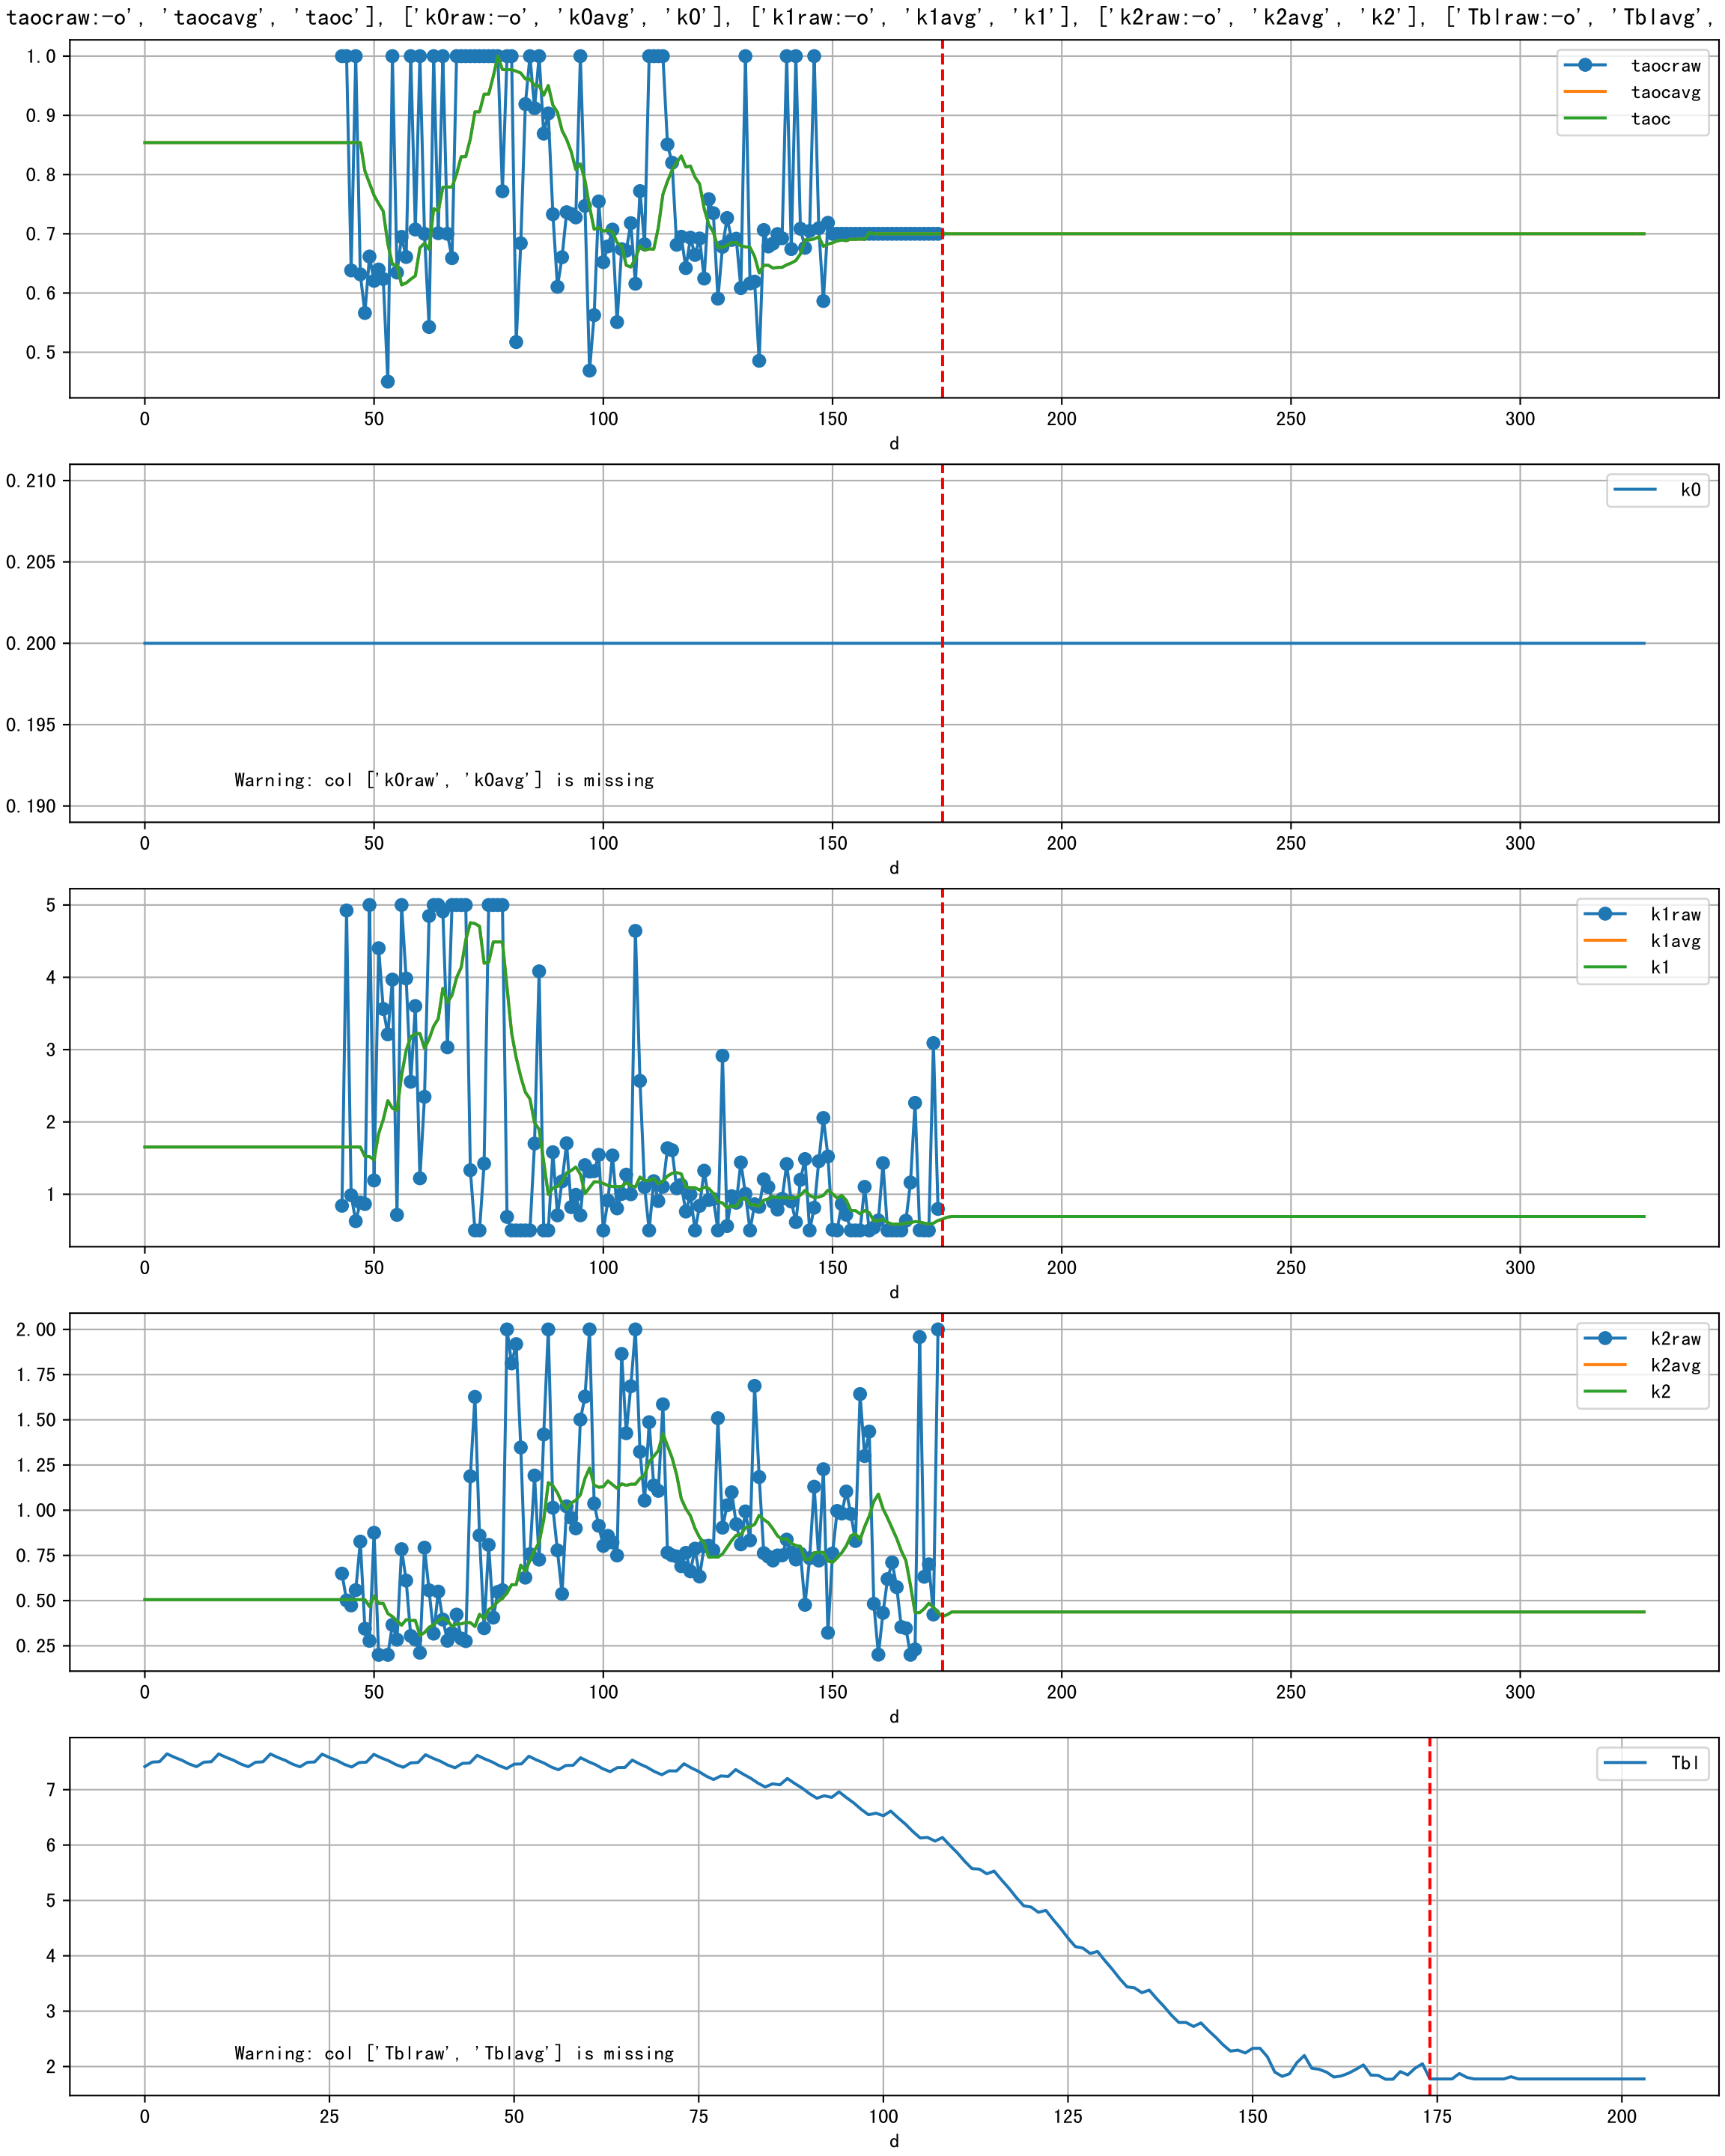 taocraw:-o', 'taocavg', 'taoc'], ['k0raw:-o', 'k0avg', 'k0'], ['k1raw:-o', 'k1avg', 'k1'], ['k2raw:-o', 'k2avg', 'k2'], ['Tblraw:-o', 'Tblavg',
1.0
0.9
0.8
0.7
0.6
0.5
taocraw
taocavg
taoc
0 50 100 150 200 250 300
d
0.210
0.205
0.200
0.195
0.190
k0
Warning: col ['k0raw', 'k0avg'] is missing
0 50 100 150 200 250 300
d
5
4
3
2
1
k1raw
k1avg
k1
0 50 100 150 200 250 300
d
2.00
1.75
1.50
1.25
1.00
0.75
0.50
0.25
k2raw
k2avg
k2
0 50 100 150 200 250 300
d
7
6
5
4
3
2
Tbl
Warning: col ['Tblraw', 'Tblavg'] is missing
0 25 50 75 100 125 150 175 200
d